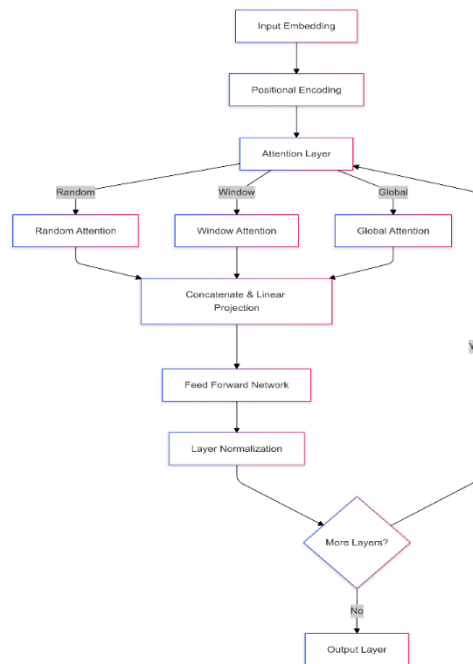 Input Embedding
Positional Encoding
Attention Layer
Random
Window
Global
Random Attention
Window Attention
Global Attention
Concatenate & Linear
Projection
Feed Forward Network
Layer Normalization
More Layers?
No
Output Layer